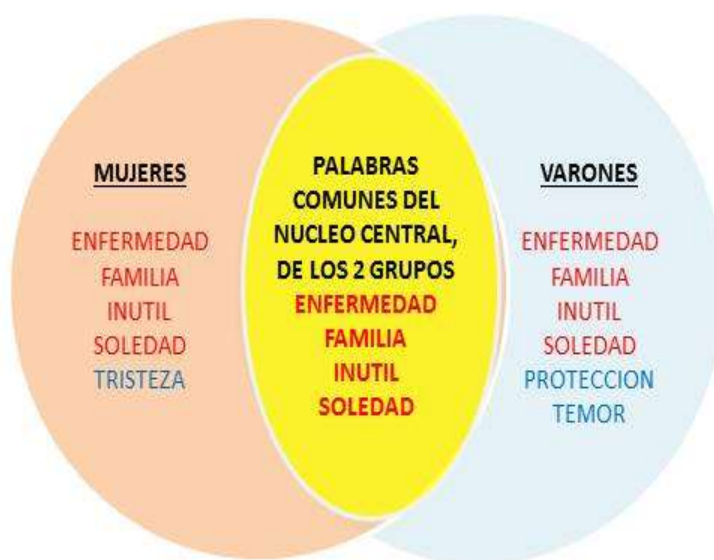 MUJERES
ENFERMEDAD
FAMILIA
INUTIL
SOLEDAD
TRISTEZA
PALABRAS
COMUNES DEL
NUCLEO CENTRAL,
DE LOS 2 GRUPOS
ENFERMEDAD
FAMILIA
INUTIL
SOLEDAD
VARONES
ENFERMEDAD
FAMILIA
INUTIL
SOLEDAD
PROTECCION
TEMOR